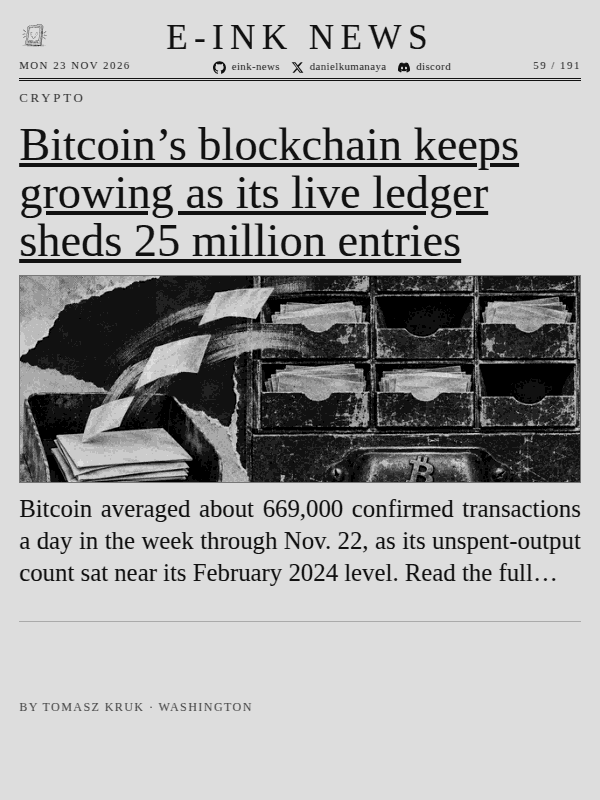 E-INK NEWS
MON 23 NOV 2026
eink-news danielkumanaya discord
59 / 191
CRYPTO
Bitcoin’s blockchain keeps
growing as its live ledger
sheds 25 million entries
Bitcoin averaged about 669,000 confirmed transactions
a day in the week through Nov. 22, as its unspent-output
count sat near its February 2024 level. Read the full…
BY TOMASZ KRUK · WASHINGTON